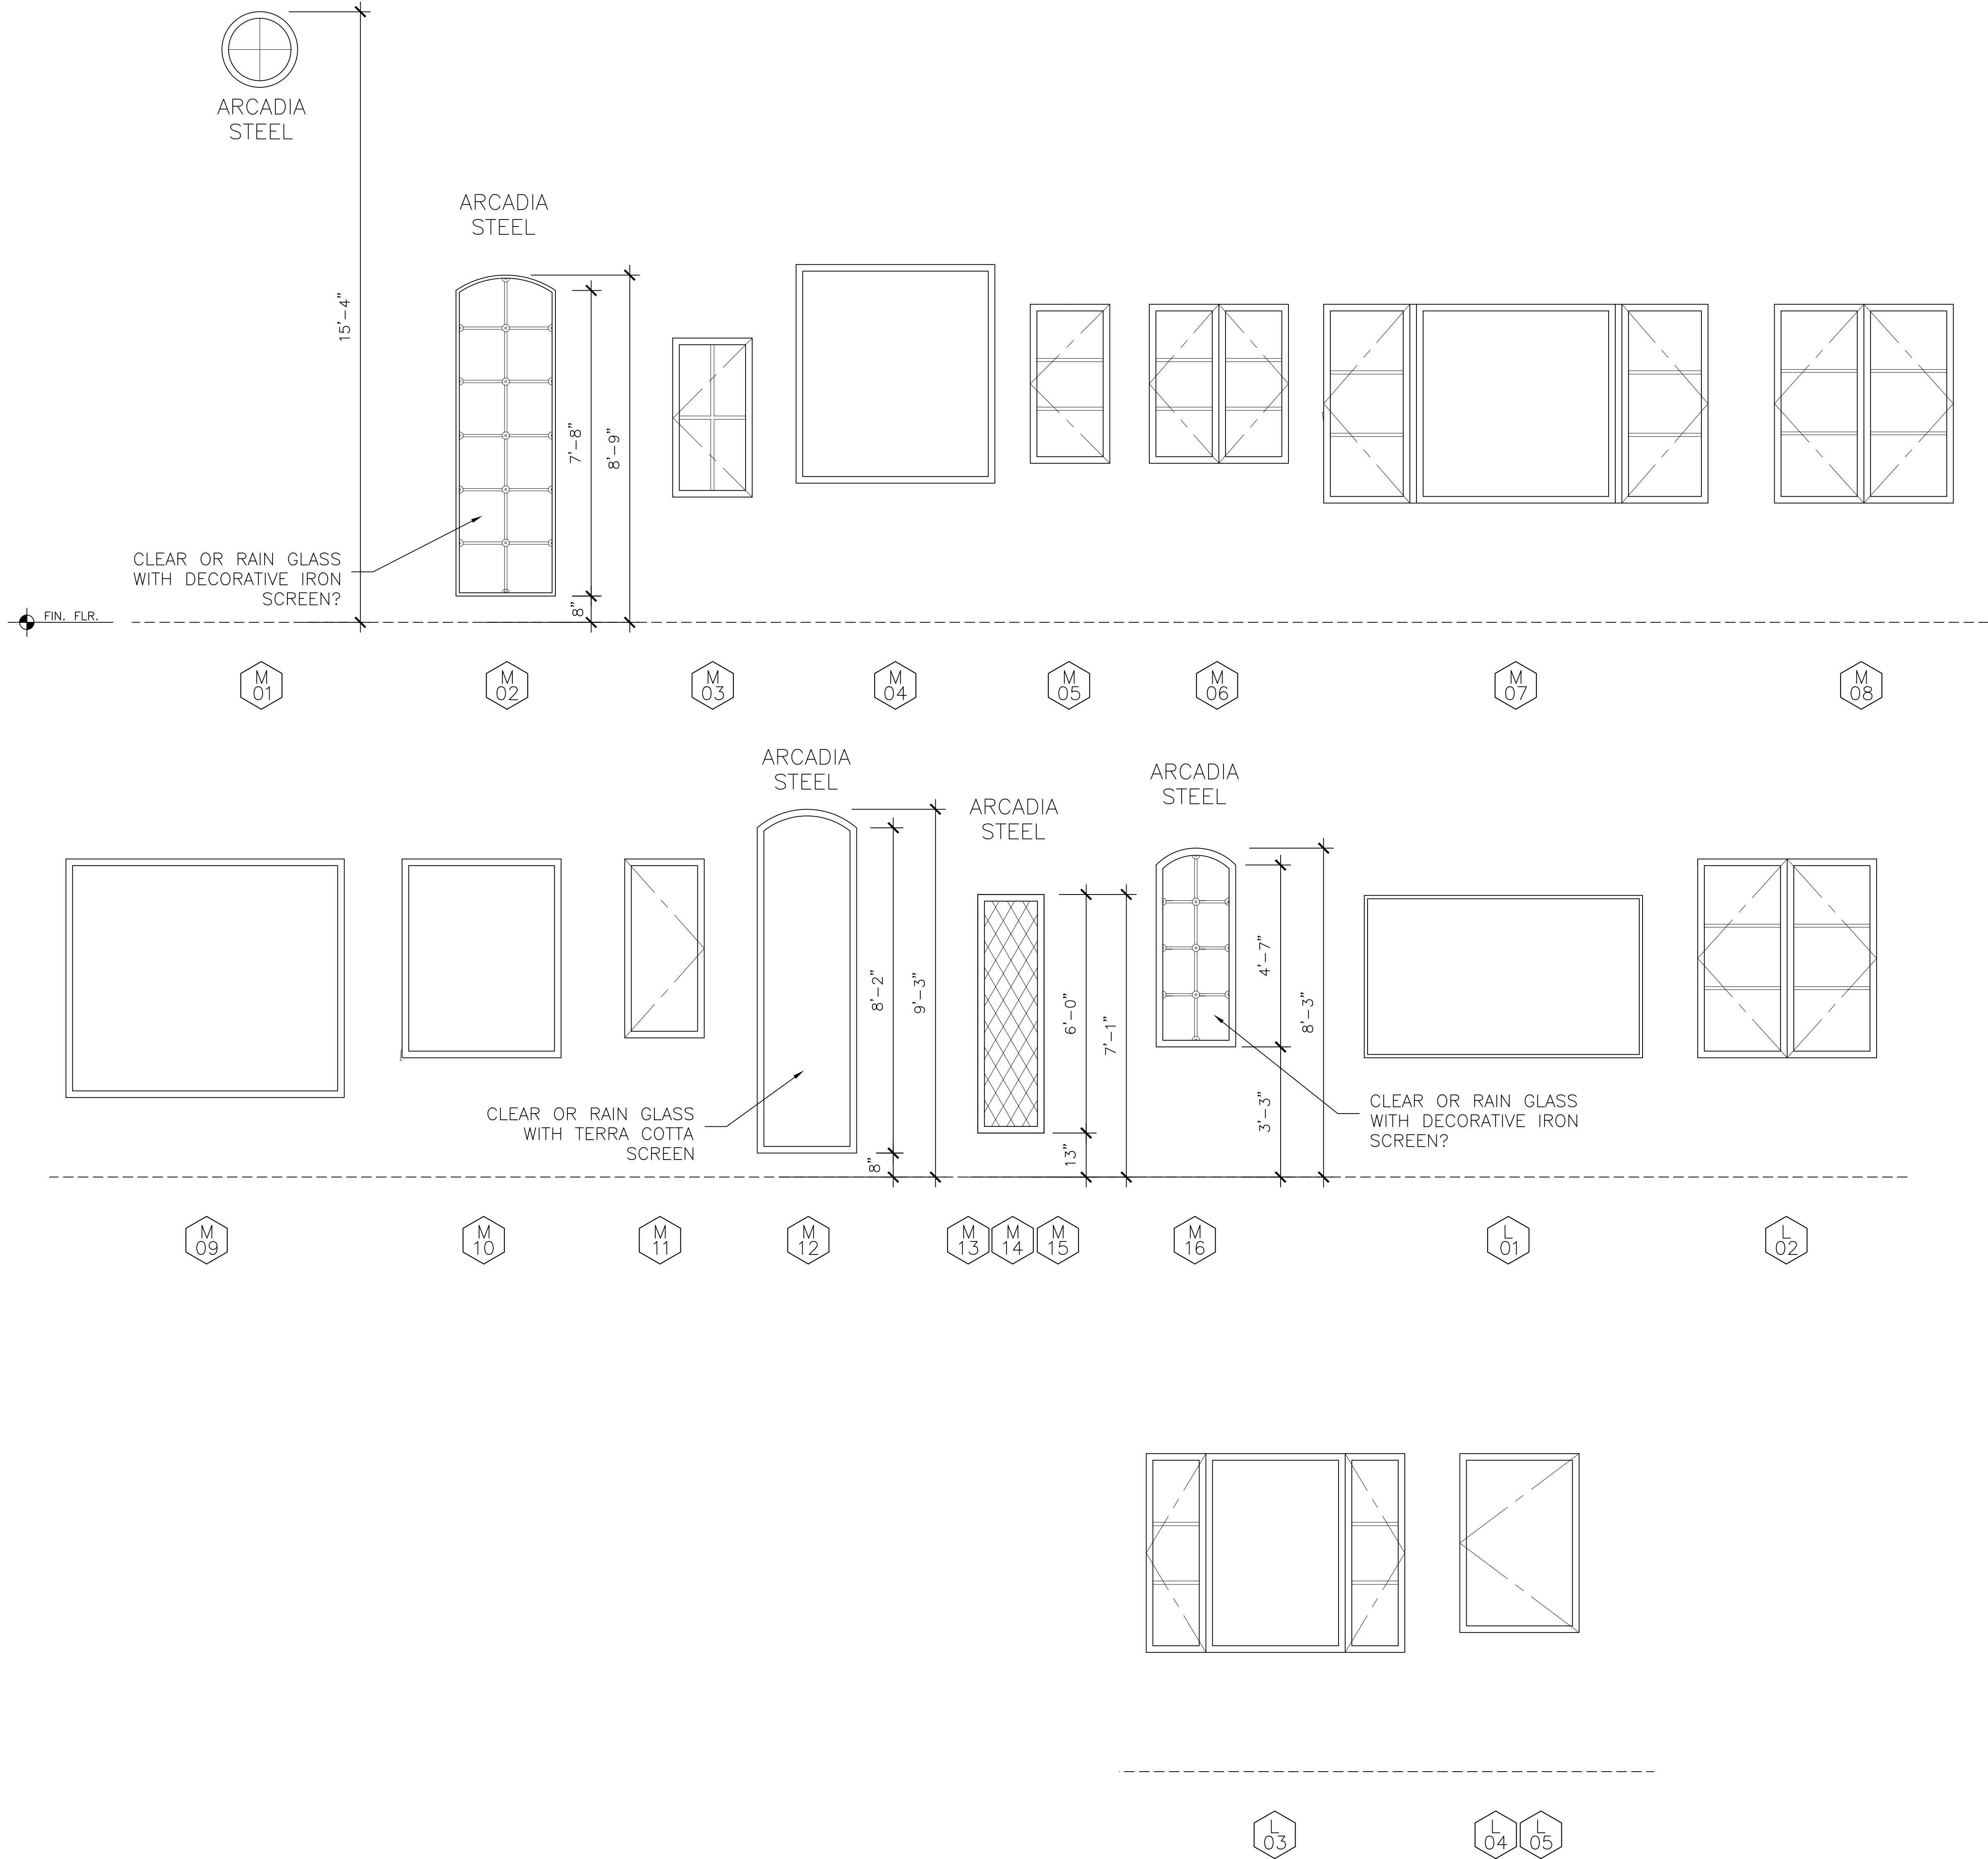 ARCADIA
STEEL
ARCADIA
STEEL
15'-4"
7'-8"
8'-9"
8"
CLEAR OR RAIN GLASS
WITH DECORATIVE IRON
SCREEN?
FIN. FLR.
M
01
M
02
M
03
M
04
M
05
M
06
M
07
M
08
ARCADIA
STEEL
ARCADIA
STEEL
ARCADIA
STEEL
8'-2"
9'-3"
8"
6'-0"
7'-1"
13"
4'-7"
8'-3"
3'-3"
CLEAR OR RAIN GLASS
WITH TERRA COTTA
SCREEN
CLEAR OR RAIN GLASS
WITH DECORATIVE IRON
SCREEN?
M
09
M
10
M
11
M
12
M
13
M
14
M
15
M
16
L
01
L
02
L
03
L
04
L
05